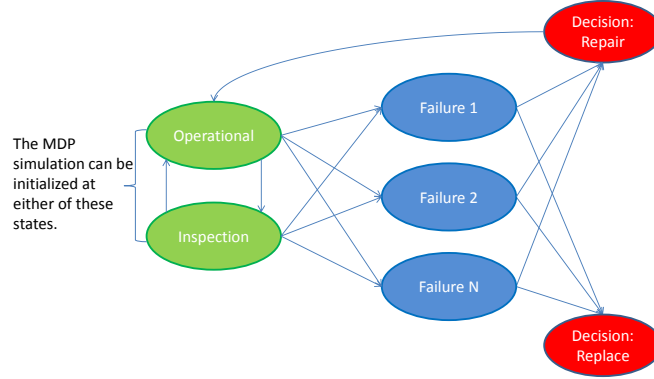 Decision:
Repair
Failure 1
Operational
The MDP
simulation can be
initialized at
either of these
states.
Failure 2
Inspection
Failure N
Decision:
Replace